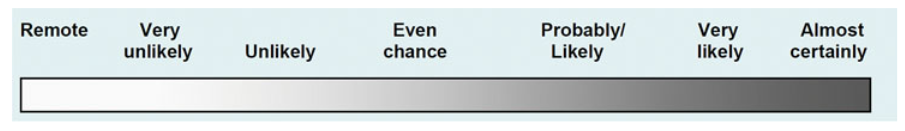 Remote
Very
unlikely
Unlikely
Even
chance
Probably/
Likely
Very
likely
Almost
certainly